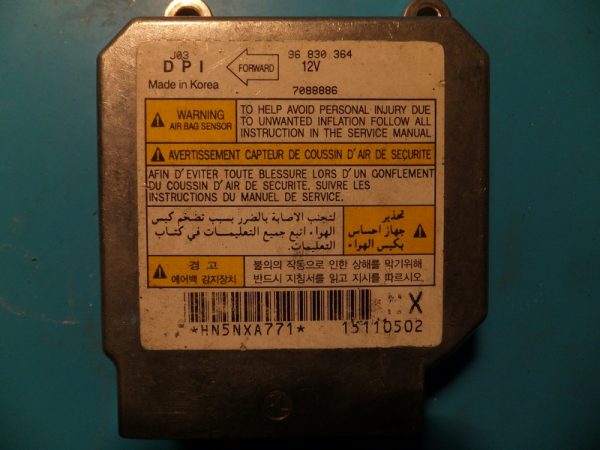 J03
DPI
FORWARD
96 830 364
12V
Made in Korea
7088886
WARNING
AIR BAG SENSOR
TO HELP AVOID PERSONAL INJURY DUE
TO UNWANTED INFLATION FOLLOW ALL
INSTRUCTION IN THE SERVICE MANUAL
AVERTISSEMENT CAPTEUR DE COUSSIN D'AIR DE SECURITE
AFIN D'EVITER TOUTE BLESSURE LORS D'UN GONFLEMENT
DU COUSSIN D'AIR DE SECURITE, SUIVRE LES
INSTRUCTIONS DU MANUEL DE SERVICE.
تحذير
جهاز احساس
بكيس الهواء
لتجنب الاصابة بالضرر بسبب تضخم كيس
الهواء اتبع جميع التعليمات في كتاب
التعليمات.
경 고
에어백 감지장치
불의의 작동으로 인한 상해를 막기위해
반드시 지침서를 읽고 지시를 따르시오.
X
*HN5NXA771*
15110502